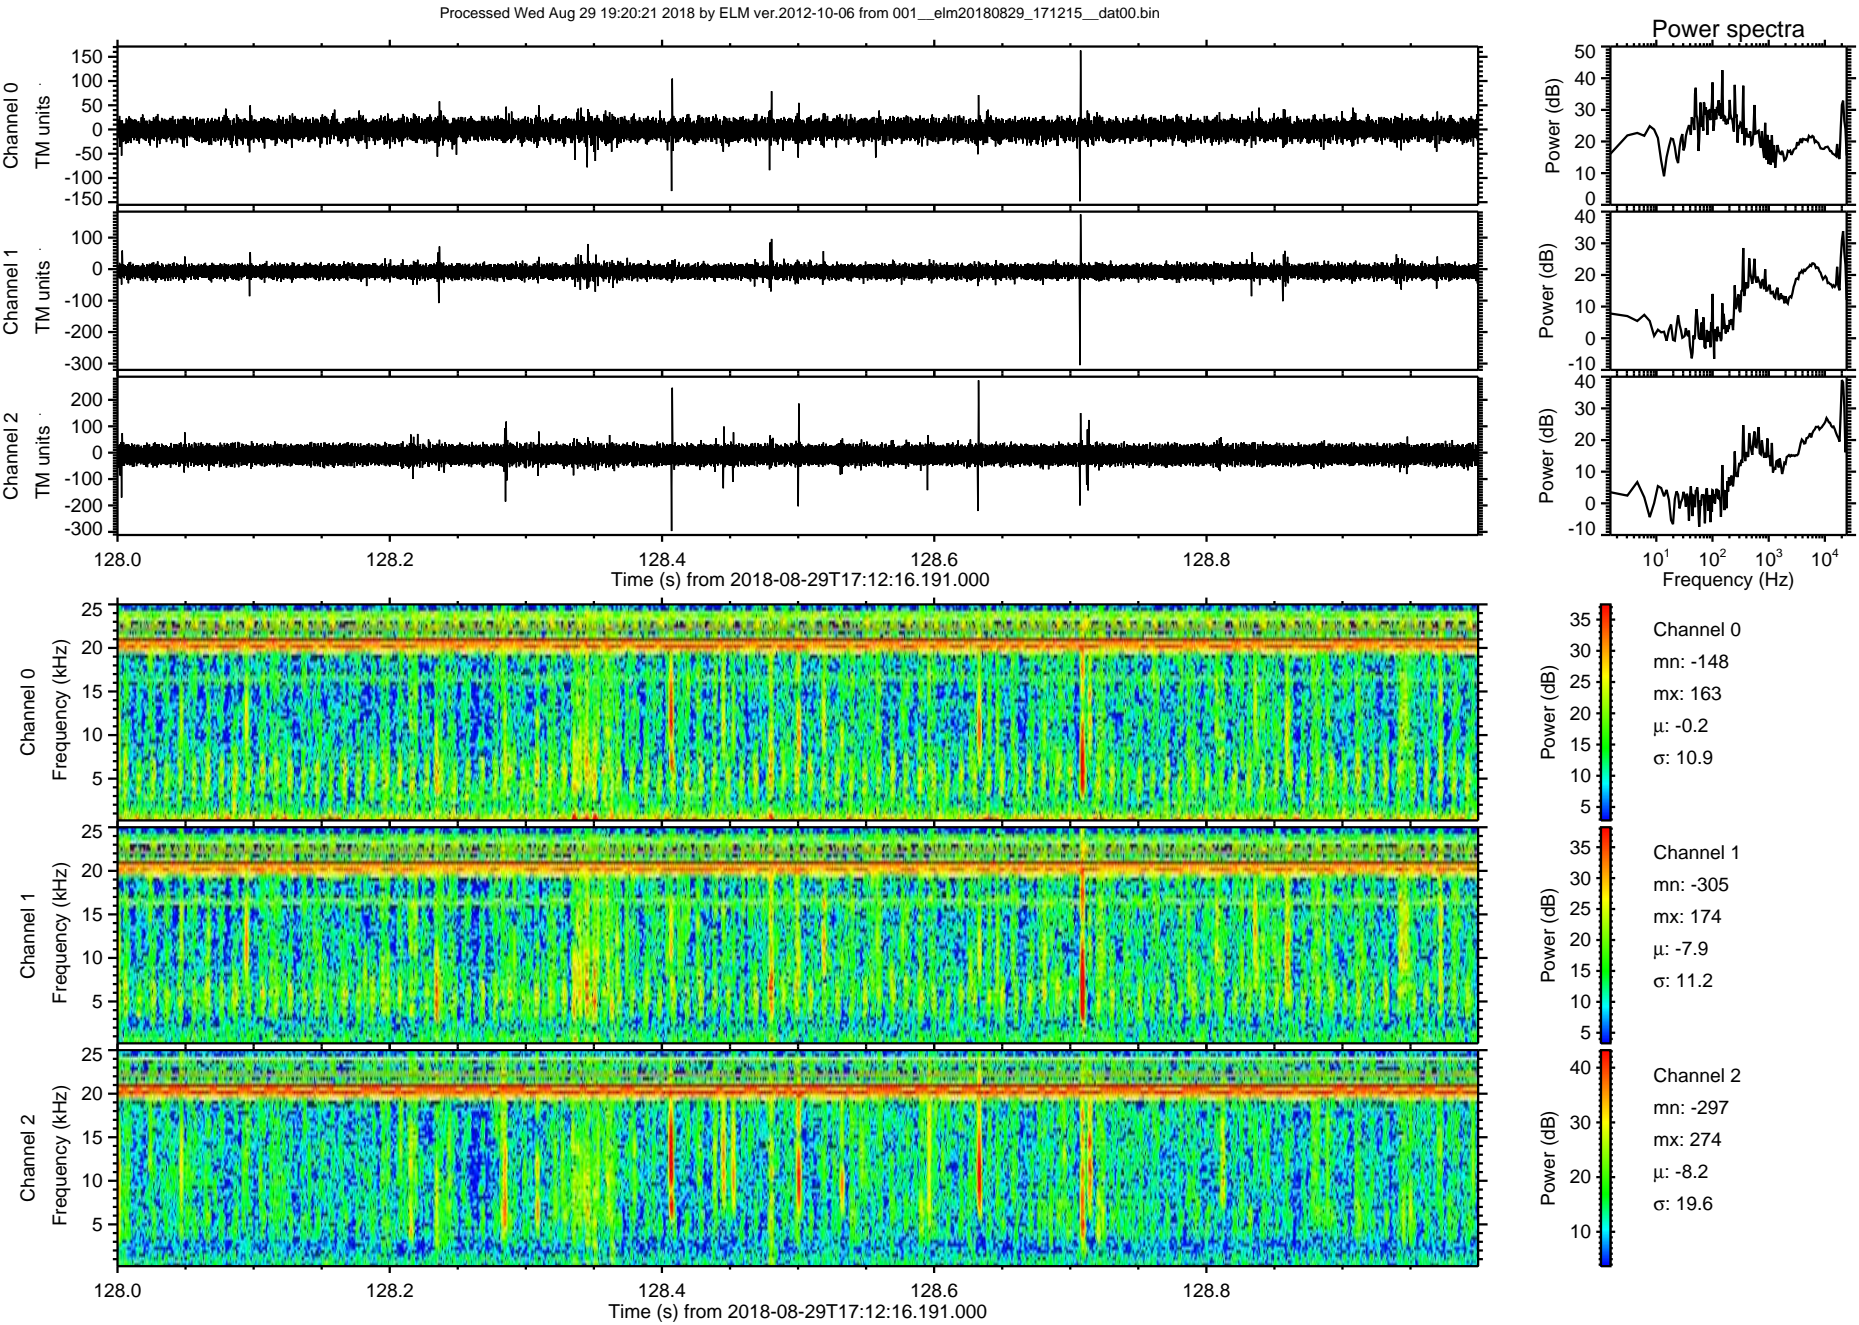 Processed Wed Aug 29 19:20:21 2018 by ELM ver.2012-10-06 from 001__elm20180829_171215__dat00.bin
Power spectra
Channel 0
TM units
150
100
50
0
-50
-100
-150
Power (dB)
50
40
30
20
10
0
Channel 1
TM units
100
0
-100
-200
-300
Power (dB)
40
30
20
10
0
-10
Channel 2
TM units
200
100
0
-100
-200
-300
Power (dB)
40
30
20
10
0
-10
128.0 128.2 128.4 128.6 128.8
Time (s) from 2018-08-29T17:12:16.191.000
10¹ 10² 10³ 10⁴
Frequency (Hz)
Channel 0
Frequency (kHz)
25
20
15
10
5
Power (dB)
35
30
25
20
15
10
5
Channel 0
mn: -148
mx: 163
μ: -0.2
σ: 10.9
Channel 1
Frequency (kHz)
25
20
15
10
5
Power (dB)
35
30
25
20
15
10
5
Channel 1
mn: -305
mx: 174
μ: -7.9
σ: 11.2
Channel 2
Frequency (kHz)
25
20
15
10
5
Power (dB)
40
30
20
10
Channel 2
mn: -297
mx: 274
μ: -8.2
σ: 19.6
128.0 128.2 128.4 128.6 128.8
Time (s) from 2018-08-29T17:12:16.191.000